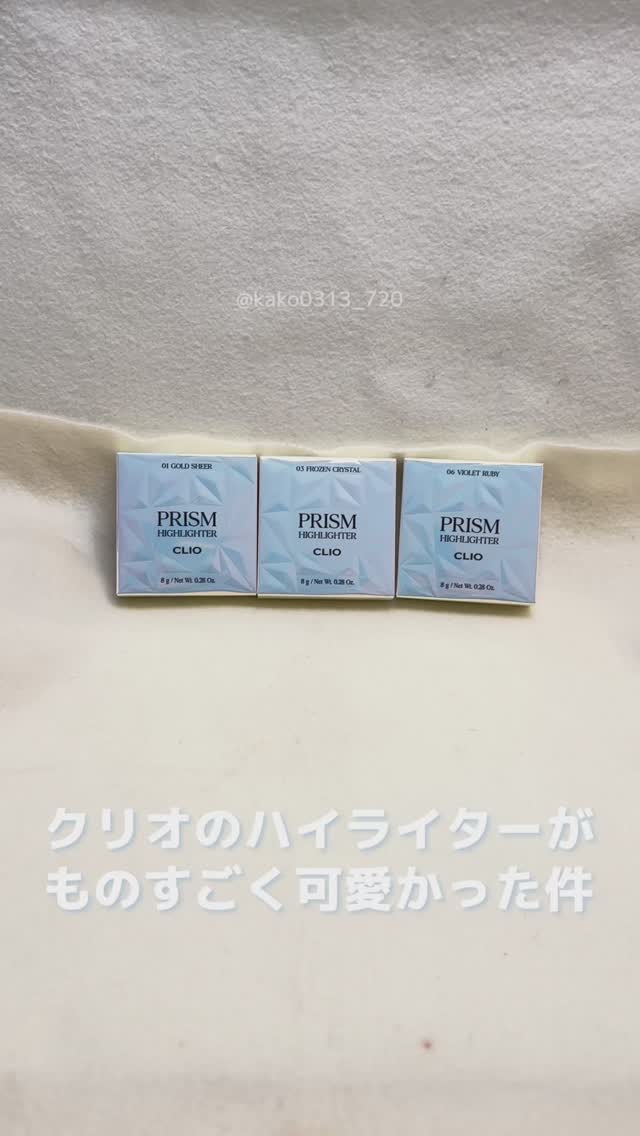 @kako0313_720
01 GOLD SHEER
PRISM
HIGHLIGHTER
CLIO
8 g / Net Wt. 0.28 Oz.
03 FROZEN CRYSTAL
PRISM
HIGHLIGHTER
CLIO
8 g / Net Wt. 0.28 Oz.
06 VIOLET RUBY
PRISM
HIGHLIGHTER
CLIO
8 g / Net Wt. 0.28 Oz.
クリオのハイライターが
ものすごく可愛かった件